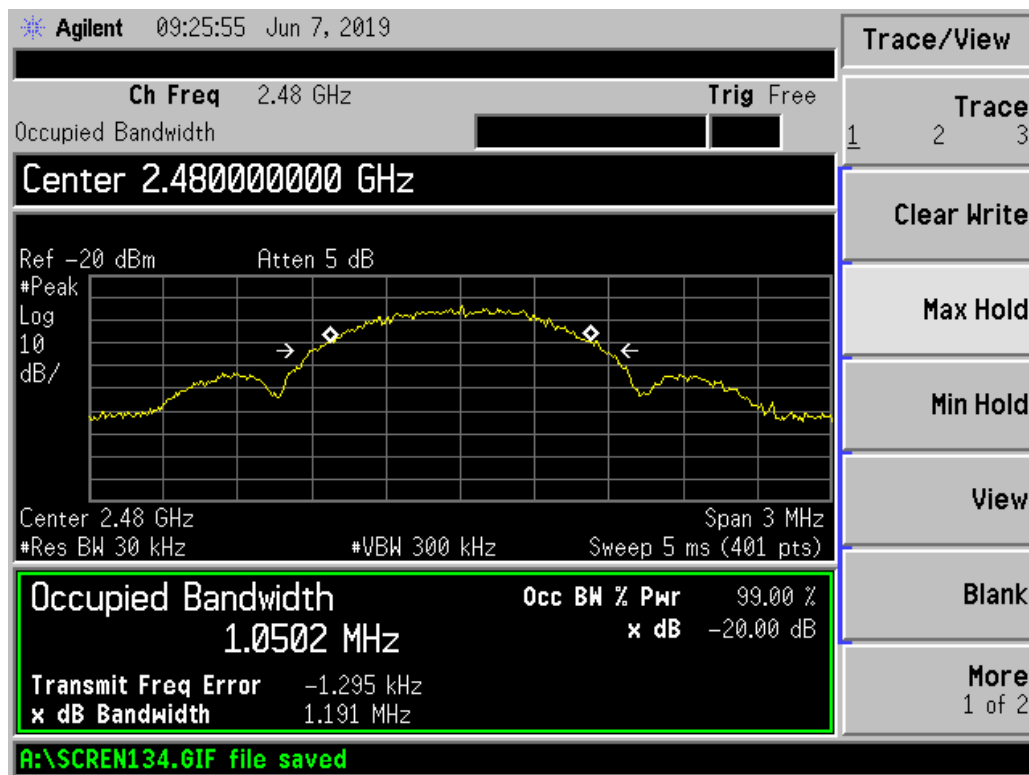 Agilent 09:25:55 Jun 7, 2019
Trace/View
Ch Freq 2.48 GHz Trig Free
Occupied Bandwidth
Center 2.480000000 GHz
Ref -20 dBm Atten 5 dB
#Peak
Log
10
dB/
Center 2.48 GHz Span 3 MHz
#Res BW 30 kHz #VBW 300 kHz Sweep 5 ms (401 pts)
Occupied Bandwidth
1.0502 MHz
Occ BW % Pwr 99.00 %
x dB -20.00 dB
Transmit Freq Error -1.295 kHz
x dB Bandwidth 1.191 MHz
A:\SCREN134.GIF file saved
Trace
1 2 3
Clear Write
Max Hold
Min Hold
View
Blank
More
1 of 2